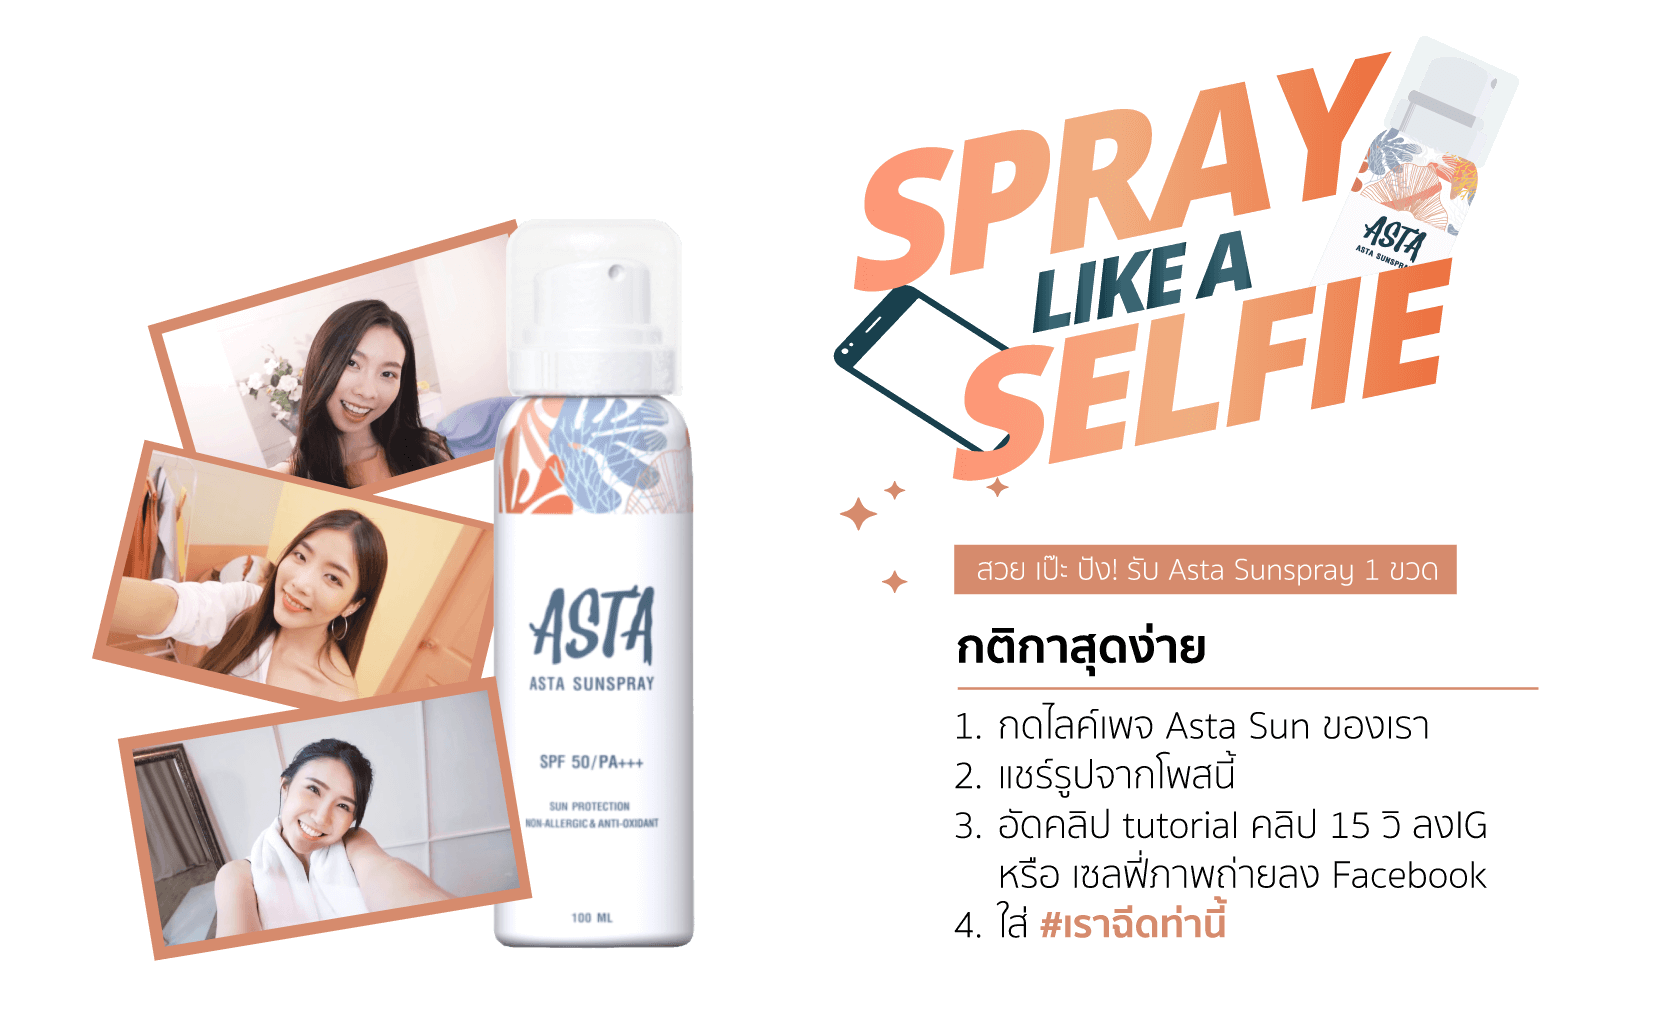 SPRAY
LIKE A
SELFIE
ASTA
ASTA SUNSPRAY
ASTA
ASTA SUNSPRAY
SPF 50/PA+++
SUN PROTECTION
NON-ALLERGIC & ANTI-OXIDANT
100 ML
สวย เป๊ะ ปัง! รับ Asta Sunspray 1 ขวด
กติกาสุดง่าย
1. กดไลค์เพจ Asta Sun ของเรา
2. แชร์รูปจากโพสนี้
3. อัดคลิป tutorial คลิป 15 วิ ลงIG
หรือ เซลฟี่ภาพถ่ายลง Facebook
4. ใส่ #เราฉีดท่านี้